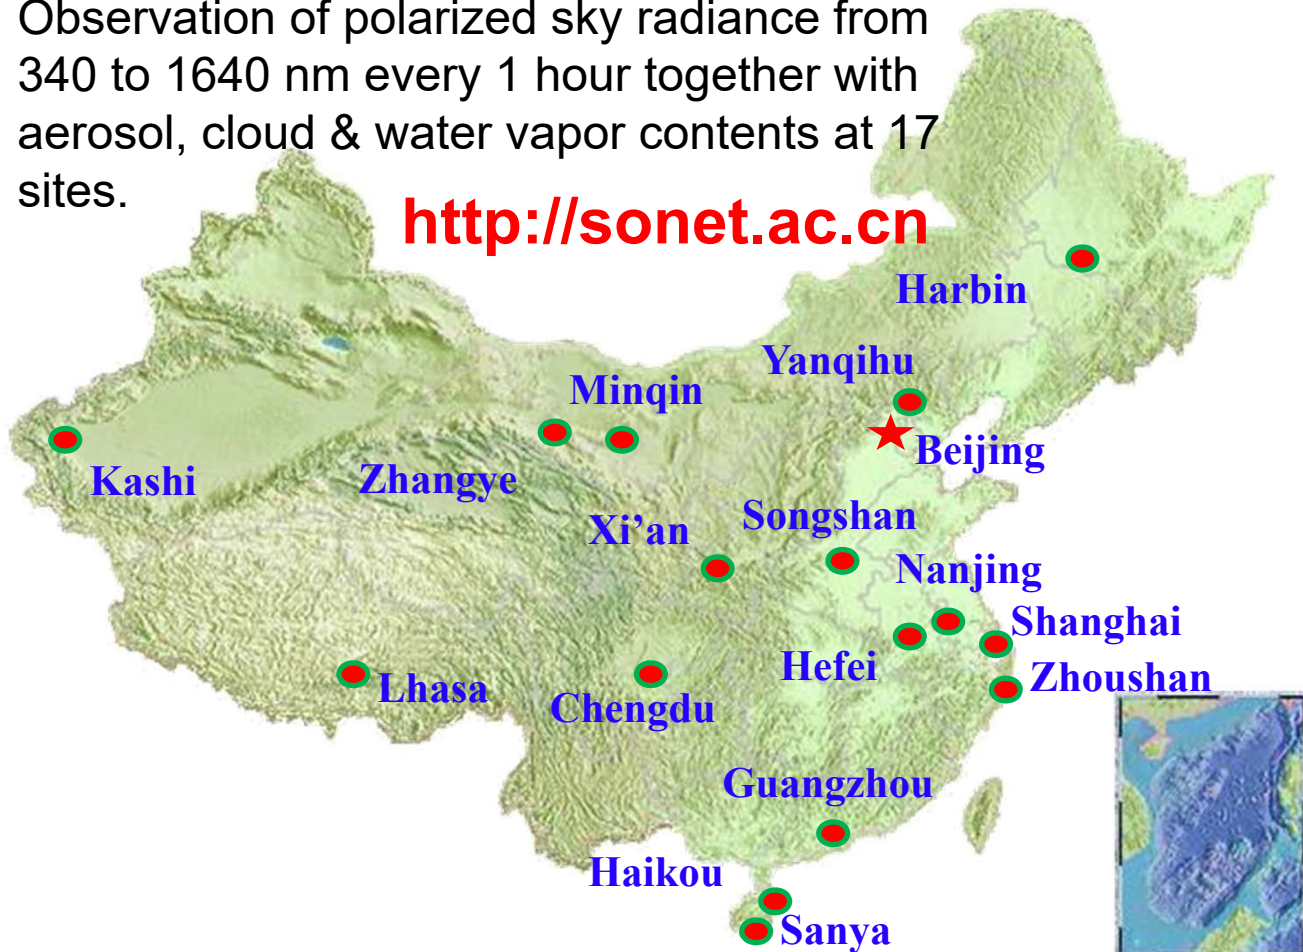 Observation of polarized sky radiance from
340 to 1640 nm every 1 hour together with
aerosol, cloud & water vapor contents at 17
sites.
http://sonet.ac.cn
Harbin
Yanqihu
Minqin
Beijing
Kashi
Zhangye
Songshan
Xi’an
Nanjing
Shanghai
Hefei
Zhoushan
Lhasa
Chengdu
Guangzhou
Haikou
Sanya